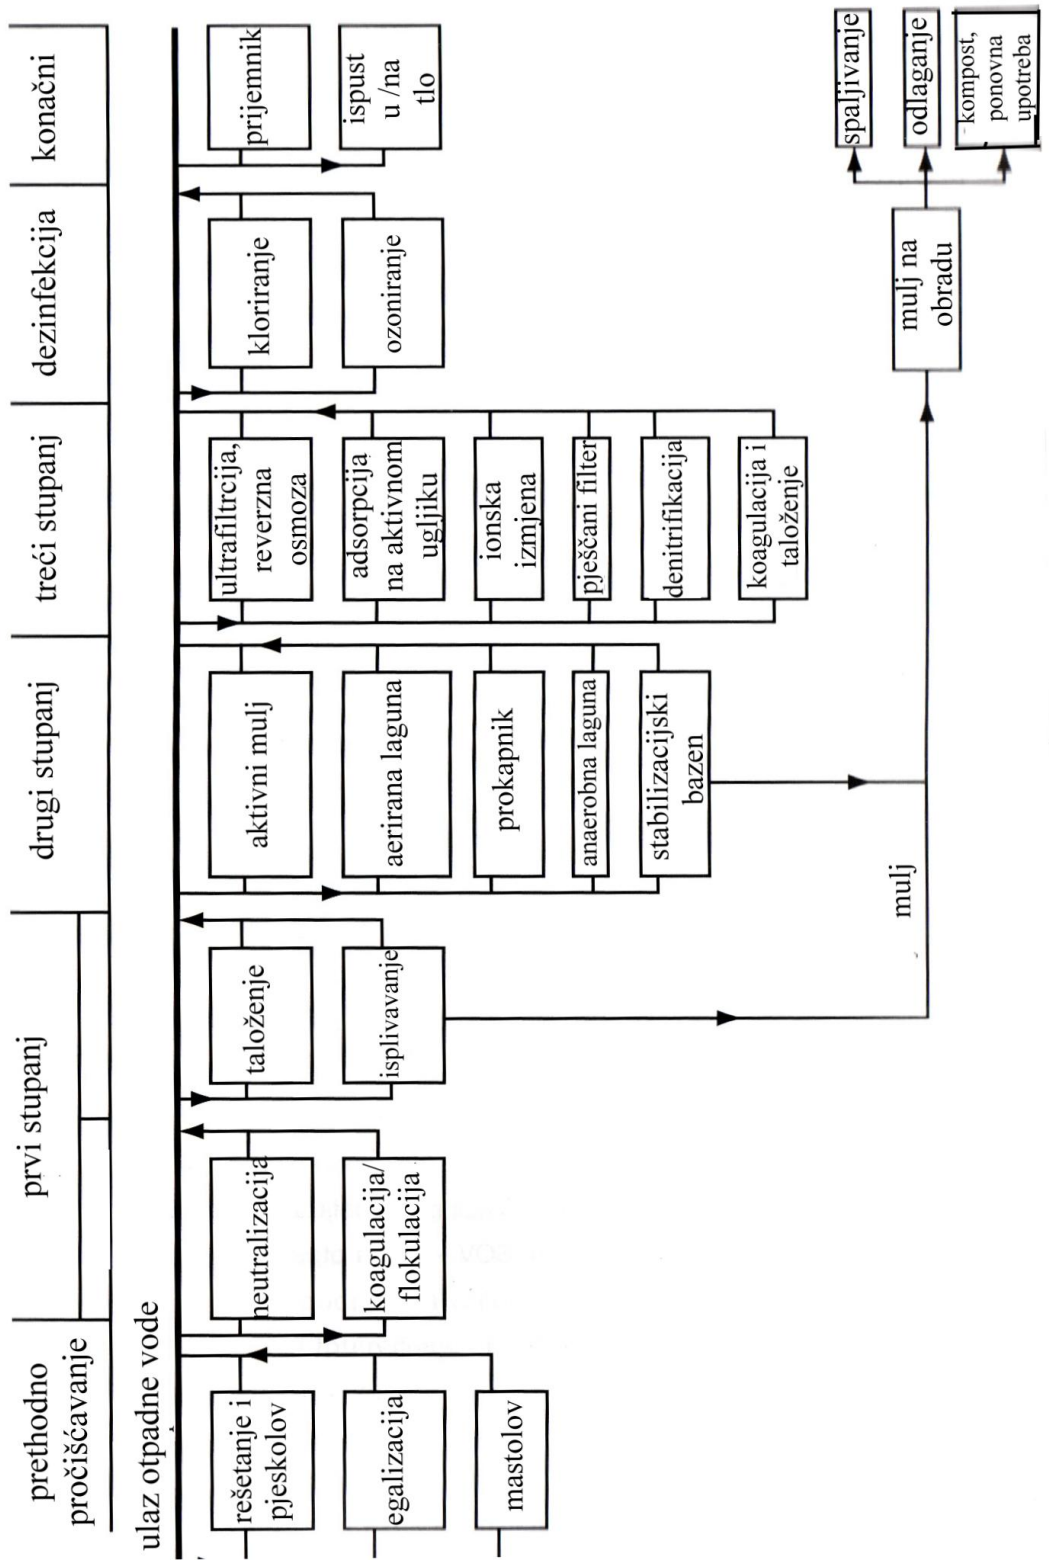 prethodno
pročišćavanje
prvi stupanj
drugi stupanj
treći stupanj
dezinfekcija
konačni
ulaz otpadne vode
rešetanje i
pjeskolov
egalizacija
mastolov
neutralizacija
koagulacija/
flokulacija
taloženje
isplivavanje
aktivni mulj
aerirana laguna
prokapnik
anaerobna laguna
stabilizacijski
bazen
ultrafiltrcija,
reverzna
osmoza
adsorpcija
na aktivnom
ugljiku
ionska
izmjena
pješčani filter
denitrifikacija
koagulacija i
taloženje
kloriranje
ozoniranje
prijemnik
ispust
u /na
tlo
mulj
mulj na
obradu
spaljivanje
odlaganje
kompost,
ponovna
upotreba